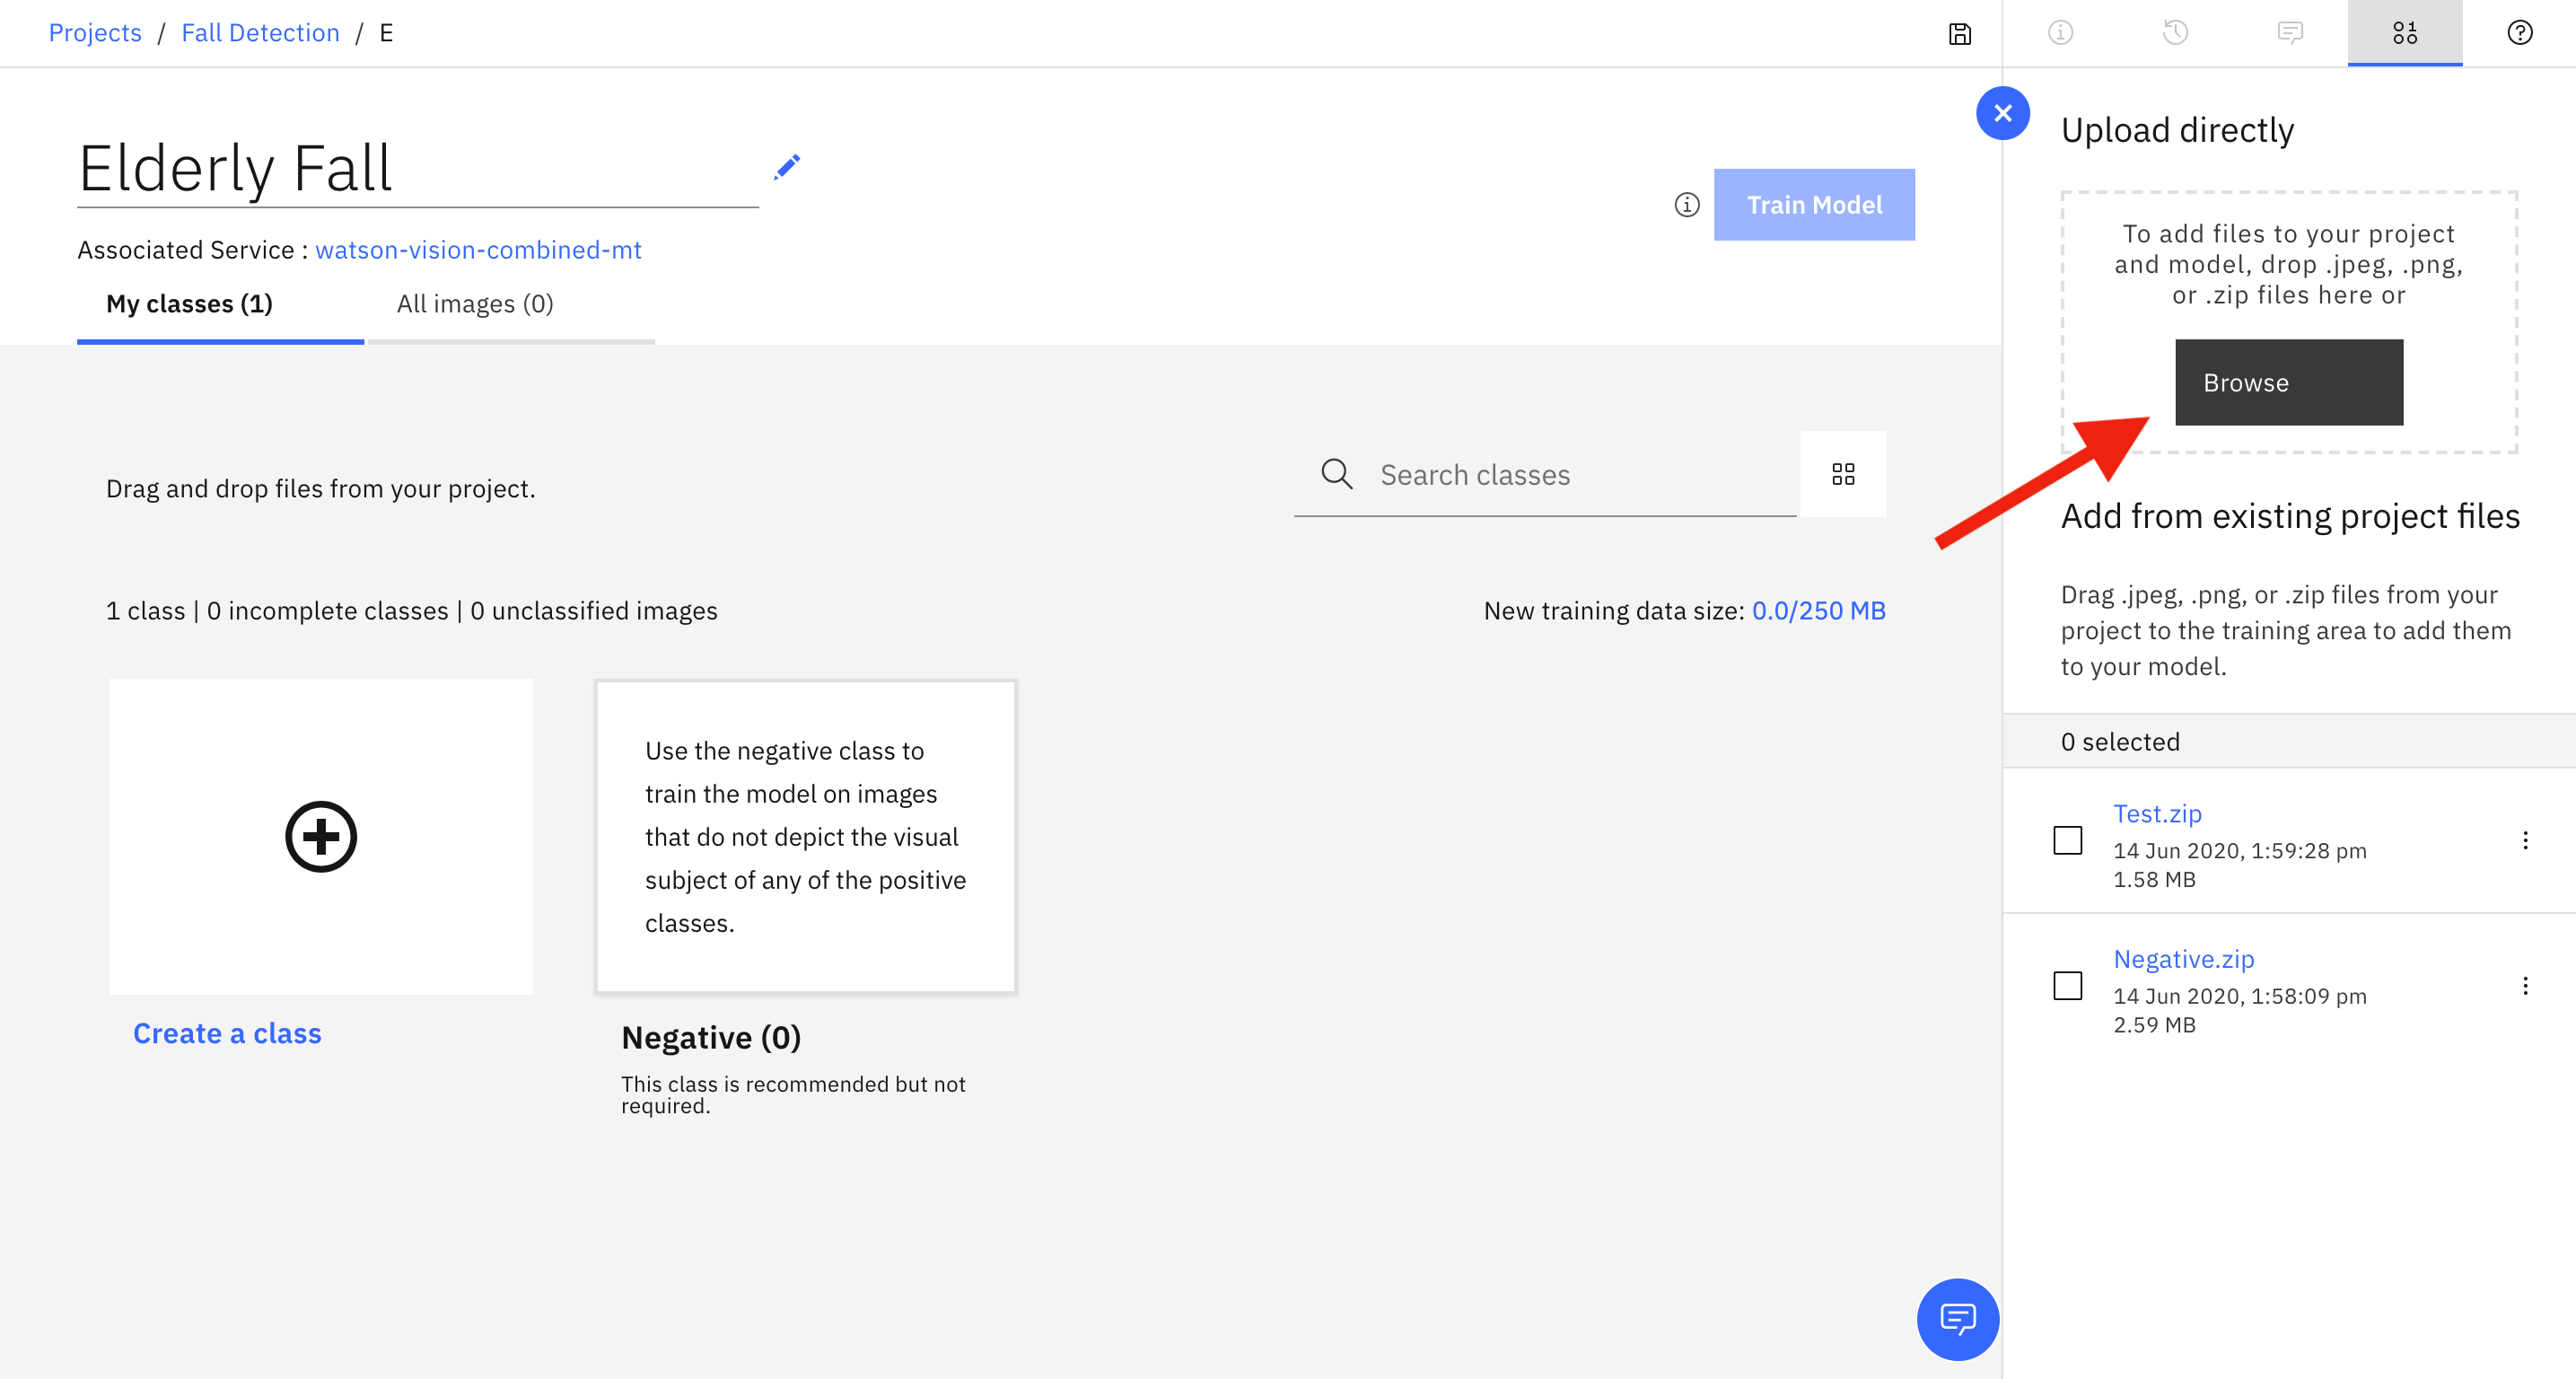 Projects / Fall Detection / E
Elderly Fall
Train Model
Associated Service : watson-vision-combined-mt
My classes (1)
All images (0)
Drag and drop files from your project.
Search classes
1 class | 0 incomplete classes | 0 unclassified images
New training data size: 0.0/250 MB
Create a class
Use the negative class to
train the model on images
that do not depict the visual
subject of any of the positive
classes.
Negative (0)
This class is recommended but not
required.
Upload directly
To add files to your project
and model, drop .jpeg, .png,
or .zip files here or
Browse
Add from existing project files
Drag .jpeg, .png, or .zip files from your
project to the training area to add them
to your model.
0 selected
Test.zip
14 Jun 2020, 1:59:28 pm
1.58 MB
Negative.zip
14 Jun 2020, 1:58:09 pm
2.59 MB